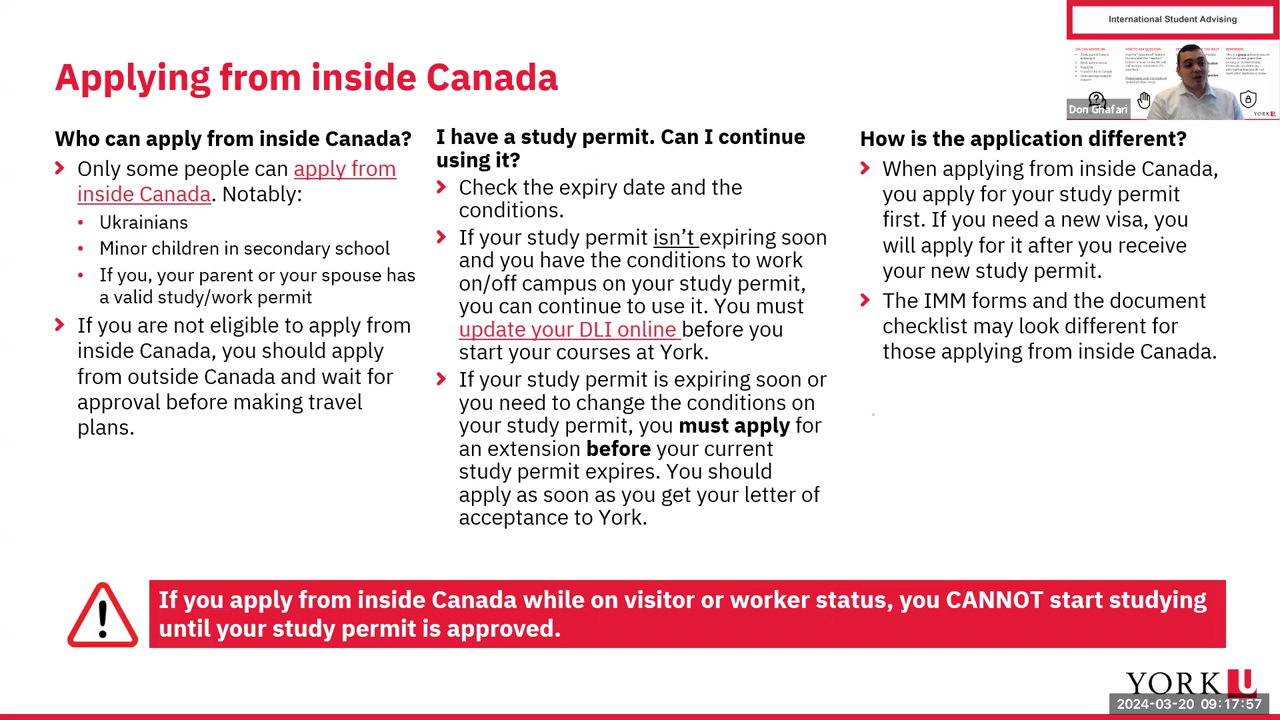 Applying from inside Canada
Who can apply from inside Canada?
Only some people can apply from
inside Canada. Notably:
Ukrainians
Minor children in secondary school
If you, your parent or your spouse has
a valid study/work permit
If you are not eligible to apply from
inside Canada, you should apply
from outside Canada and wait for
approval before making travel
plans.
I have a study permit. Can I continue
using it?
Check the expiry date and the
conditions.
If your study permit isn't expiring soon
and you have the conditions to work
on/off campus on your study permit,
you can continue to use it. You must
update your DLI online before you
start your courses at York.
If your study permit is expiring soon or
you need to change the conditions on
your study permit, you must apply for
an extension before your current
study permit expires. You should
apply as soon as you get your letter of
acceptance to York.
How is the application different?
When applying from inside Canada,
you apply for your study permit
first. If you need a new visa, you
will apply for it after you receive
your new study permit.
The IMM forms and the document
checklist may look different for
those applying from inside Canada.
If you apply from inside Canada while on visitor or worker status, you CANNOT start studying
until your study permit is approved.
International Student Advising
Don Ghafari
YORK U
2024-03-20 09:17:57